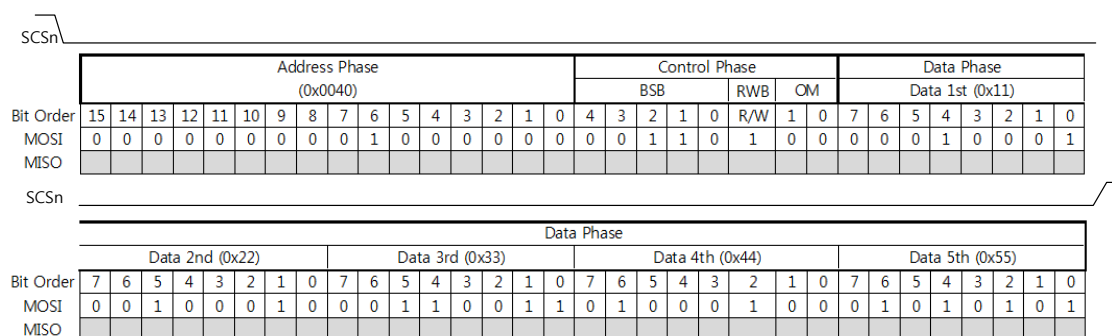 SCSn
Address Phase Control Phase Data Phase
(0x0040) BSB RWB OM Data 1st (0x11)
Bit Order 15 14 13 12 11 10 9 8 7 6 5 4 3 2 1 0 4 3 2 1 0 R/W 1 0 7 6 5 4 3 2 1 0
MOSI 0 0 0 0 0 0 0 0 0 1 0 0 0 0 0 0 0 0 1 1 0 1 0 0 0 0 0 1 0 0 0 1
MISO
SCSn
Data Phase
Data 2nd (0x22) Data 3rd (0x33) Data 4th (0x44) Data 5th (0x55)
Bit Order 7 6 5 4 3 2 1 0 7 6 5 4 3 2 1 0 7 6 5 4 3 2 1 0 7 6 5 4 3 2 1 0
MOSI 0 0 1 0 0 0 1 0 0 0 1 1 0 0 1 1 0 1 0 0 0 1 0 0 0 1 0 1 0 1 0 1
MISO